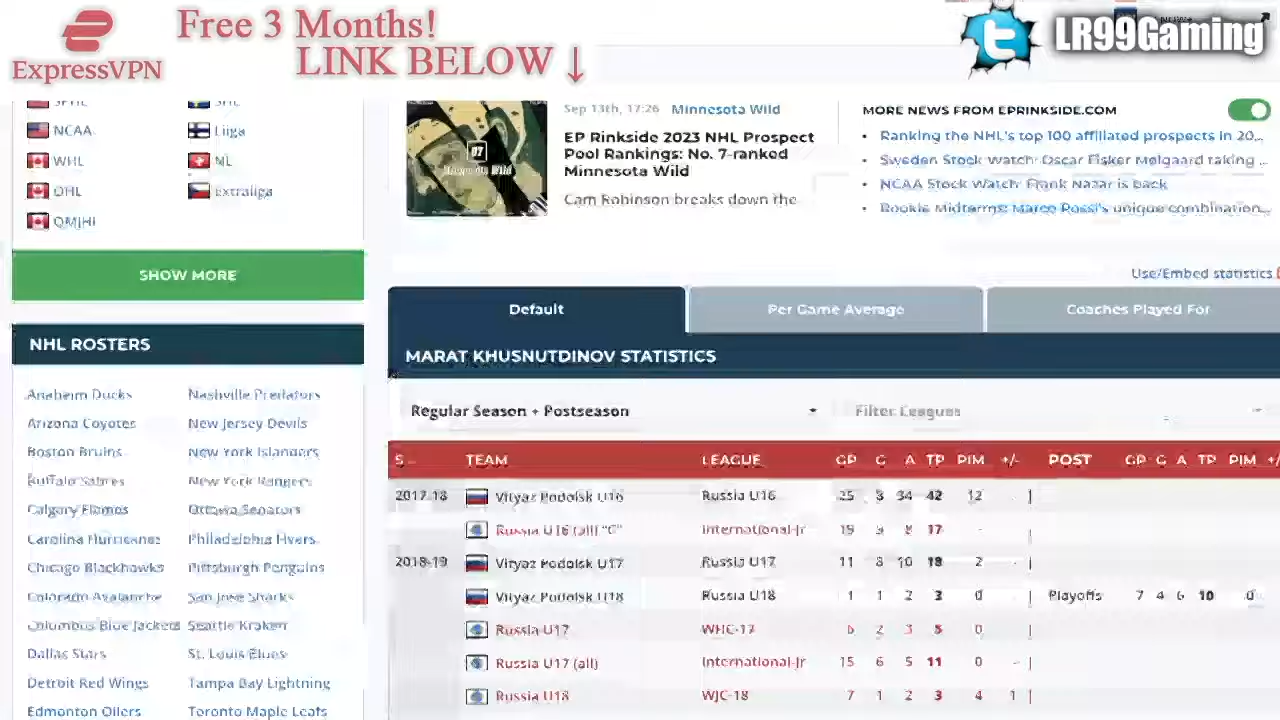 Free 3 Months!
LINK BELOW ↓
ExpressVPN
LR99Gaming
NCAA
Liiga
WHL
NL
OHL
Extraliga
QMJHL
SHOW MORE
NHL ROSTERS
Anaheim Ducks Nashville Predators
Arizona Coyotes New Jersey Devils
Boston Bruins New York Islanders
Buffalo Sabres New York Rangers
Calgary Flames Ottawa Senators
Carolina Hurricanes Philadelphia Flyers
Chicago Blackhawks Pittsburgh Penguins
Colorado Avalanche San Jose Sharks
Columbus Blue Jackets Seattle Kraken
Dallas Stars St. Louis Blues
Detroit Red Wings Tampa Bay Lightning
Edmonton Oilers Toronto Maple Leafs
07
Minnesota Wild
Sep 13th, 17:26 Minnesota Wild
EP Rinkside 2023 NHL Prospect
Pool Rankings: No. 7-ranked
Minnesota Wild
Cam Robinson breaks down the
MORE NEWS FROM EPRINKSIDE.COM
Ranking the NHL's top 100 affiliated prospects in 20...
Sweden Stock Watch: Oscar Fisker Mølgaard taking ...
NCAA Stock Watch: Frank Nazar is back
Rookie Midterms: Marco Rossi's unique combination...
Use/Embed statistics
Default Per Game Average Coaches Played For
MARAT KHUSNUTDINOV STATISTICS
Regular Season + Postseason Filter Leagues
S TEAM LEAGUE GP G A TP PIM +/- POST GP G A TP PIM +/
2017-18 Vityaz Podolsk U16 Russia U16 25 34 42 12 |
Russia U16 (all) "C" International-Jr 19 9 8 17 - |
2018-19 Vityaz Podolsk U17 Russia U17 11 8 10 18 2 |
Vityaz Podolsk U18 Russia U18 1 1 2 3 0 | Playoffs 7 4 6 10 0
Russia U17 WHC-17 6 2 3 5 0 |
Russia U17 (all) International-Jr 15 6 5 11 0 - |
Russia U18 WJC-18 7 1 2 3 4 1 |